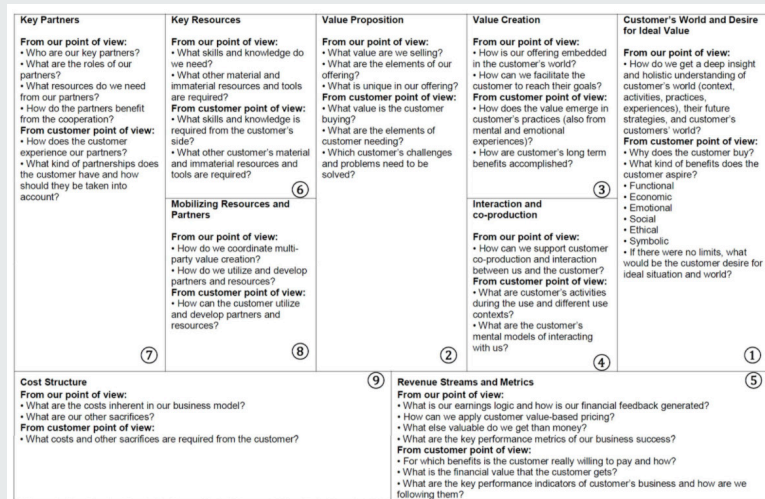 Key Partners
From our point of view:
• Who are our key partners?
• What are the roles of our
partners?
• What resources do we need
from our partners?
• How do the partners benefit
from the cooperation?
From customer point of view:
• How does the customer
experience our partners?
• What kind of partnerships does
the customer have and how
should they be taken into
account?
⑦
Key Resources
From our point of view:
• What skills and knowledge do
we need?
• What other material and
immaterial resources and tools
are required?
From customer point of view:
• What skills and knowledge is
required from the customer's
side?
• What other customer's material
and immaterial resources and
tools are required?
⑥
Mobilizing Resources and
Partners
From our point of view:
• How do we coordinate multi-
party value creation?
• How do we utilize and develop
partners and resources?
From customer point of view:
• How can the customer utilize
and develop partners and
resources?
⑧
Value Proposition
From our point of view:
• What value are we selling?
• What are the elements of our
offering?
• What is unique in our offering?
From customer point of view:
• What value is the customer
buying?
• What are the elements of
customer needing?
• Which customer's challenges
and problems need to be
solved?
②
Value Creation
From our point of view:
• How is our offering embedded
in the customer's world?
• How can we facilitate the
customer to reach their goals?
From customer point of view:
• How does the value emerge in
customer's practices (also from
mental and emotional
experiences)?
• How are customer's long term
benefits accomplished?
③
Interaction and
co-production
From our point of view:
• How can we support customer
co-production and interaction
between us and the customer?
From customer point of view:
• What are customer's activities
during the use and different use
contexts?
• What are the customer's
mental models of interacting
with us?
④
Customer's World and Desire
for Ideal Value
From our point of view:
• How do we get a deep insight
and holistic understanding of
customer's world (context,
activities, practices,
experiences), their future
strategies, and customer's
customers' world?
From customer point of view:
• Why does the customer buy?
• What kind of benefits does the
customer aspire?
• Functional
• Economic
• Emotional
• Social
• Ethical
• Symbolic
• If there were no limits, what
would be the customer desire for
ideal situation and world?
①
Cost Structure
⑨
From our point of view:
• What are the costs inherent in our business model?
• What are our other sacrifices?
From customer point of view:
• What costs and other sacrifices are required from the customer?
Revenue Streams and Metrics
⑤
From our point of view:
• What is our earnings logic and how is our financial feedback generated?
• How can we apply customer value-based pricing?
• What else valuable do we get than money?
• What are the key performance metrics of our business success?
From customer point of view:
• For which benefits is the customer really willing to pay and how?
• What is the financial value that the customer gets?
• What are the key performance indicators of customer's business and how are we
following them?